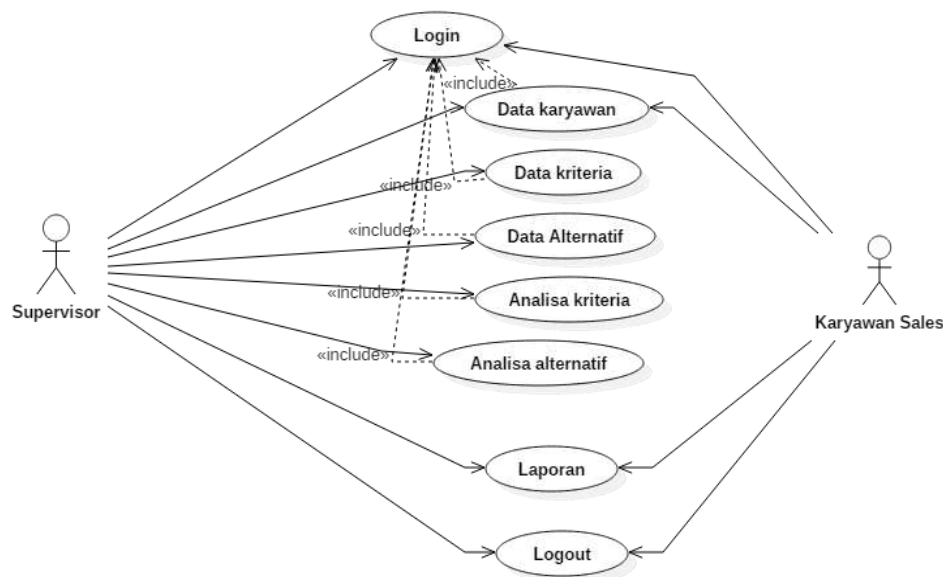 Login
«include»
Data karyawan
Data kriteria
«include»
«include»
Data Alternatif
«include»
Analisa kriteria
Supervisor
Karyawan Sales
«include»
Analisa alternatif
Laporan
Logout